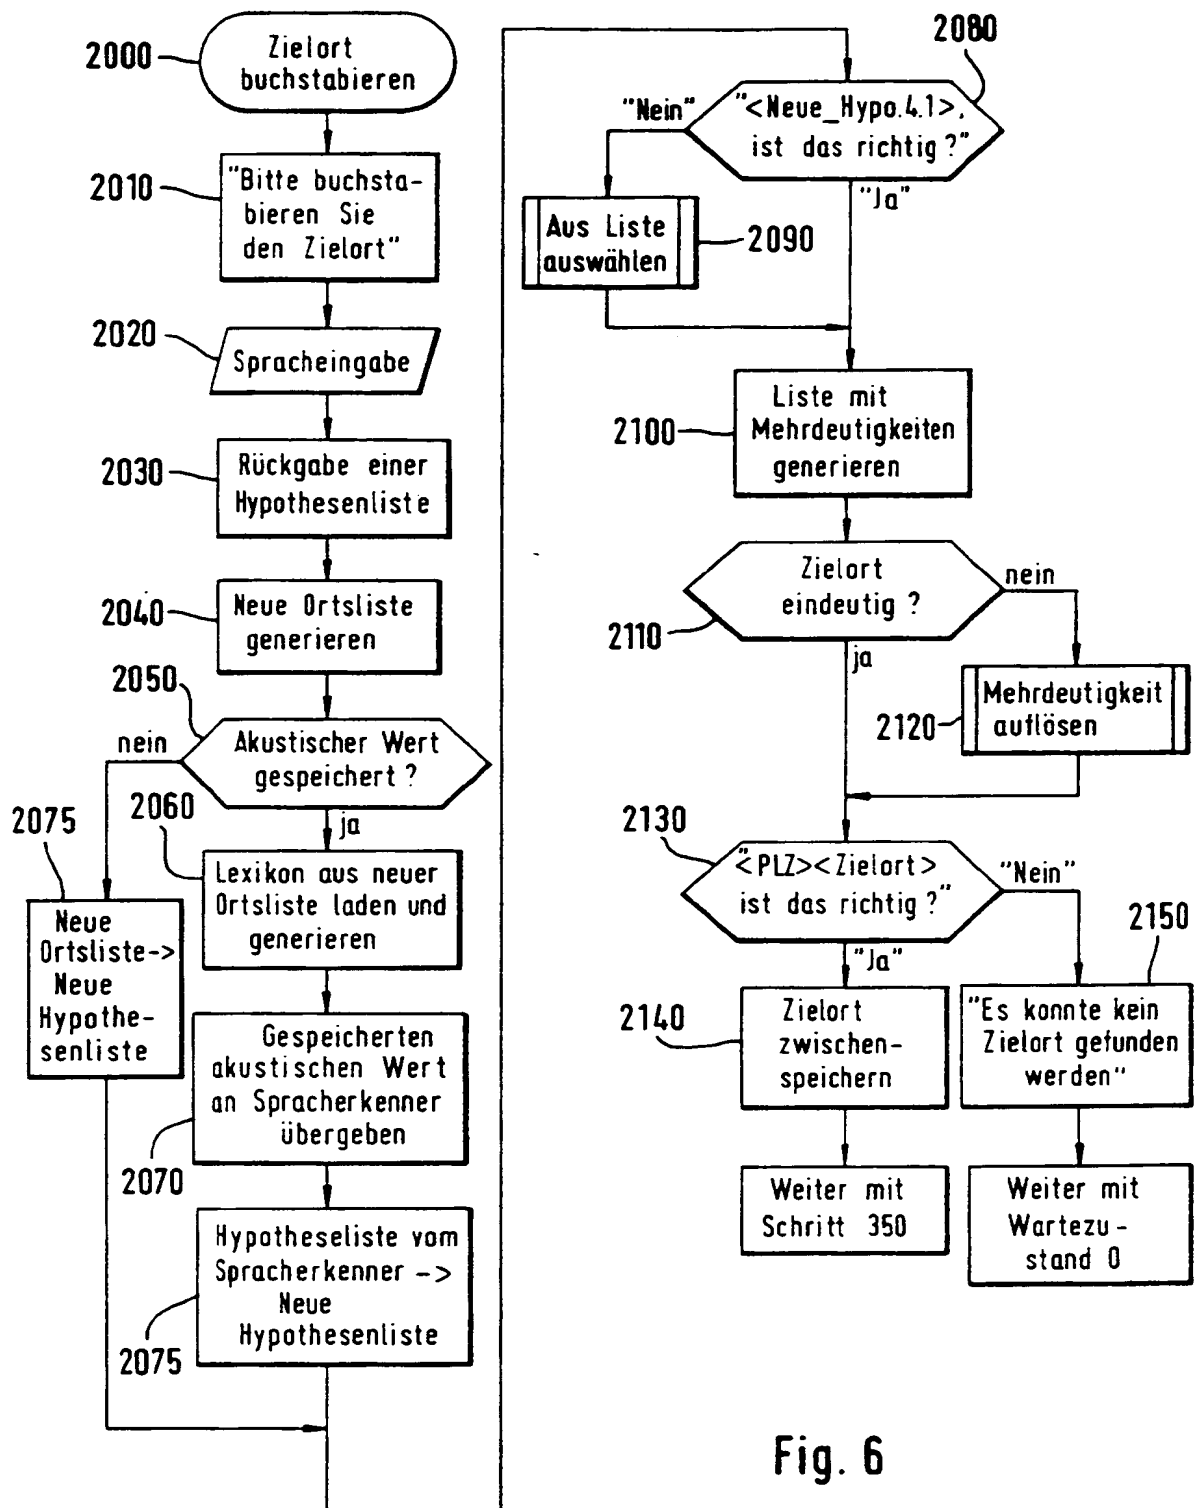 2000
Zielort
buchstabieren
2010
"Bitte buchsta-
bieren Sie
den Zielort"
2020
Spracheingabe
2030
Rückgabe einer
Hypothesenliste
2040
Neue Ortsliste
generieren
2050
Akustischer Wert
gespeichert ?
nein
ja
2060
Lexikon aus neuer
Ortsliste laden und
generieren
2075
Neue
Ortsliste->
Neue
Hypothe-
senliste
Gespeicherten
akustischen Wert
an Spracherkenner
übergeben
2070
Hypotheseliste vom
Spracherkenner ->
Neue
Hypothesenliste
2075
2080
"<Neue_Hypo.4.1>,
ist das richtig ?"
"Nein"
"Ja"
Aus Liste
auswählen
2090
2100
Liste mit
Mehrdeutigkeiten
generieren
Zielort
eindeutig ?
2110
nein
ja
Mehrdeutigkeit
auflösen
2120
2130
"<PLZ><Zielort>
ist das richtig ?"
"Nein"
"Ja"
2140
Zielort
zwischen-
speichern
2150
"Es konnte kein
Zielort gefunden
werden"
Weiter mit
Schritt 350
Weiter mit
Wartezu-
stand 0
Fig. 6